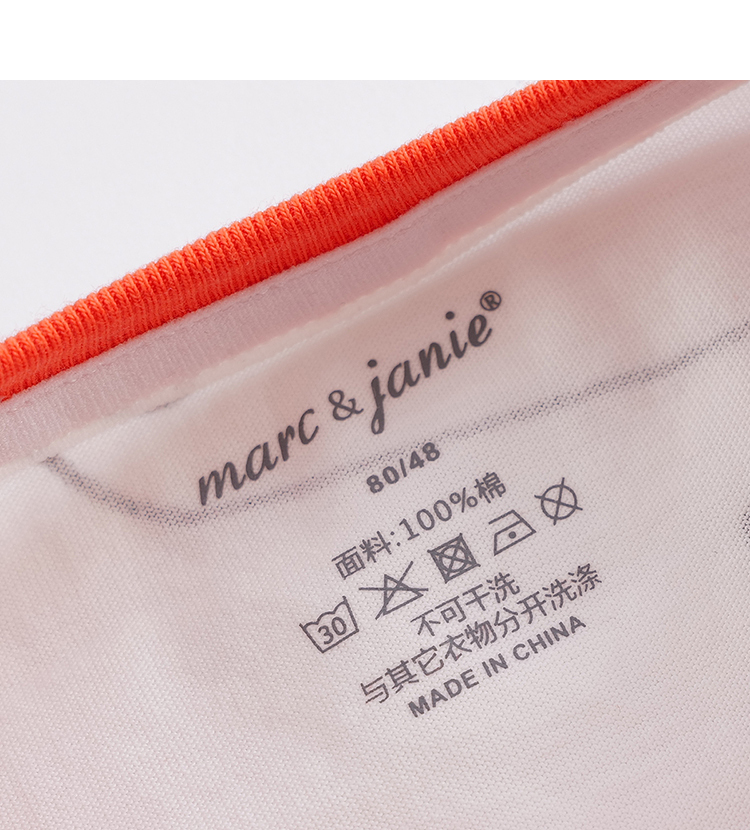 marc & janie®
80/48
面料:100%棉
30
不可干洗
与其它衣物分开洗涤
MADE IN CHINA